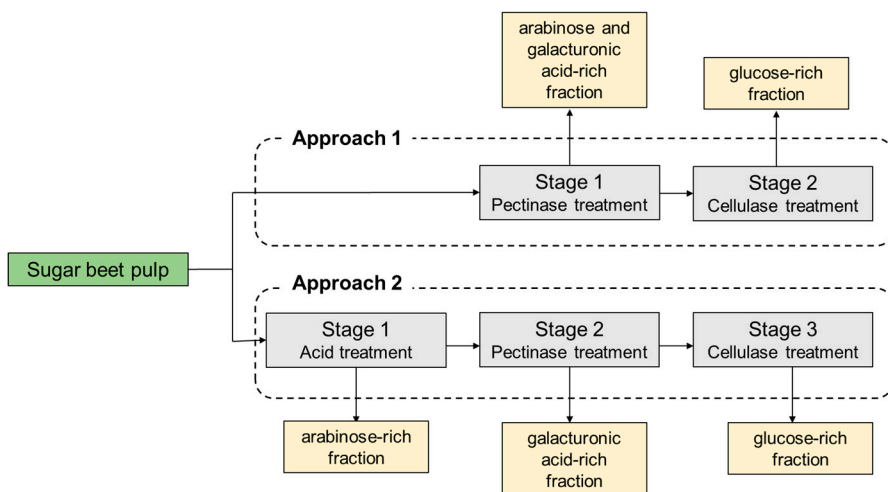 arabinose and
galacturonic
acid-rich
fraction
glucose-rich
fraction
Approach 1
Stage 1
Pectinase treatment
Stage 2
Cellulase treatment
Sugar beet pulp
Approach 2
Stage 1
Acid treatment
Stage 2
Pectinase treatment
Stage 3
Cellulase treatment
arabinose-rich
fraction
galacturonic
acid-rich
fraction
glucose-rich
fraction